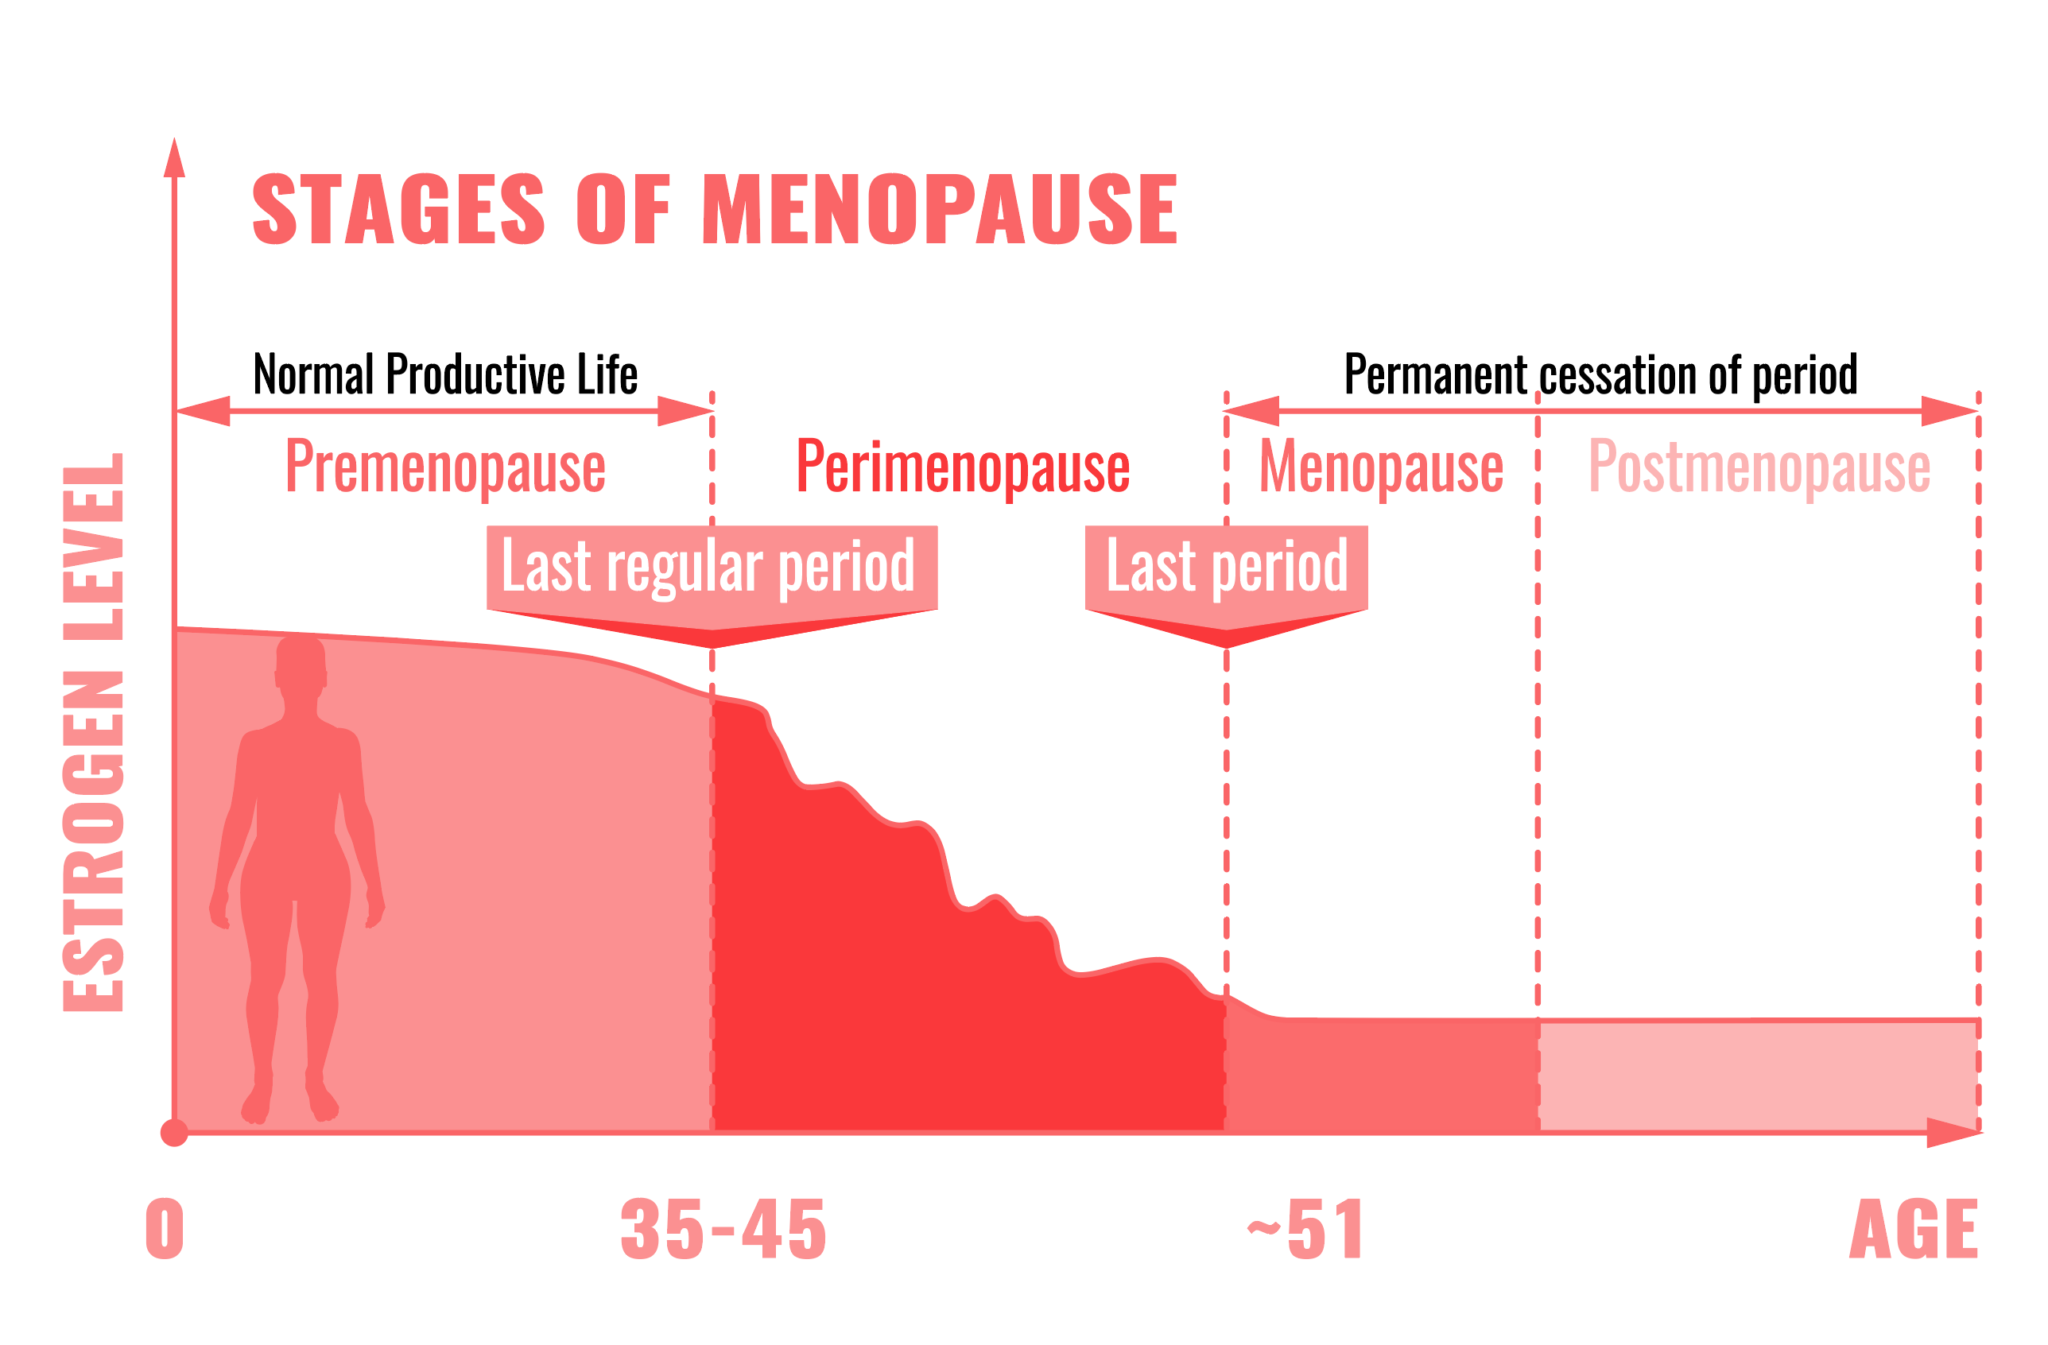 STAGES OF MENOPAUSE
Normal Productive Life
Permanent cessation of period
Premenopause
Perimenopause
Menopause
Postmenopause
Last regular period
Last period
ESTROGEN LEVEL
0
35-45
~51
AGE